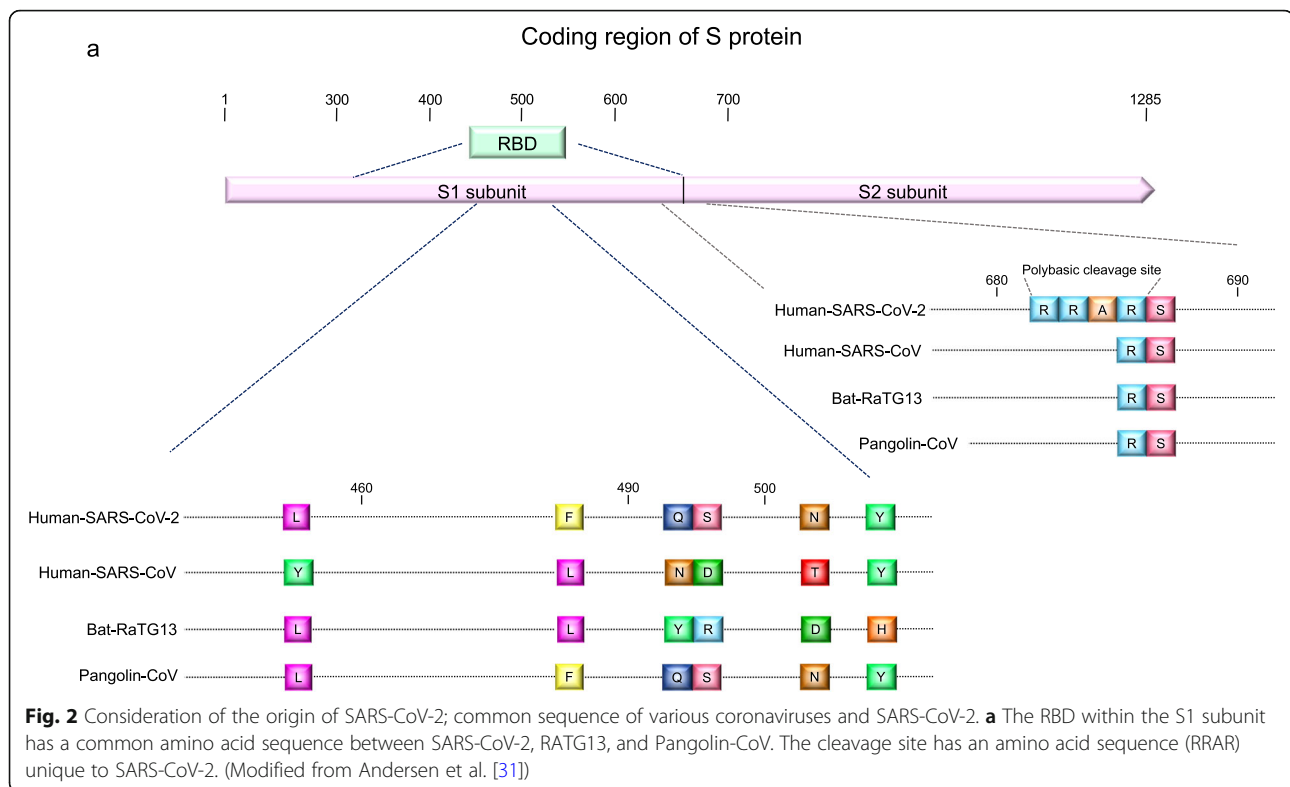 Coding region of S protein
a
1 300 400 500 600 700 1285
RBD
S1 subunit S2 subunit
Polybasic cleavage site
680 690
Human-SARS-CoV-2 R R A R S
Human-SARS-CoV R S
Bat-RaTG13 R S
Pangolin-CoV R S
460 490 500
Human-SARS-CoV-2 L F Q S N Y
Human-SARS-CoV Y L N D T Y
Bat-RaTG13 L L Y R D H
Pangolin-CoV L F Q S N Y
Fig. 2 Consideration of the origin of SARS-CoV-2; common sequence of various coronaviruses and SARS-CoV-2. a The RBD within the S1 subunit
has a common amino acid sequence between SARS-CoV-2, RATG13, and Pangolin-CoV. The cleavage site has an amino acid sequence (RRAR)
unique to SARS-CoV-2. (Modified from Andersen et al. [31])